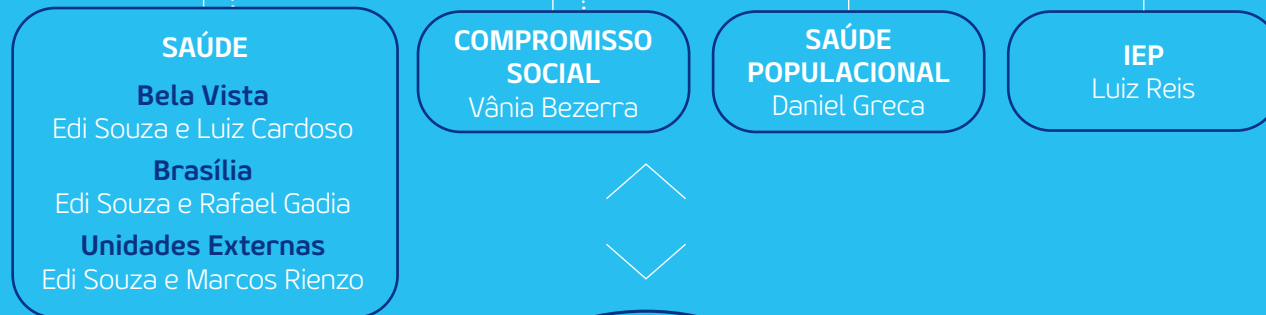 SAÚDE
Bela Vista
Edi Souza e Luiz Cardoso
Brasília
Edi Souza e Rafael Gadia
Unidades Externas
Edi Souza e Marcos Rienzo
COMPROMISSO
SOCIAL
Vânia Bezerra
SAÚDE
POPULACIONAL
Daniel Greca
IEP
Luiz Reis